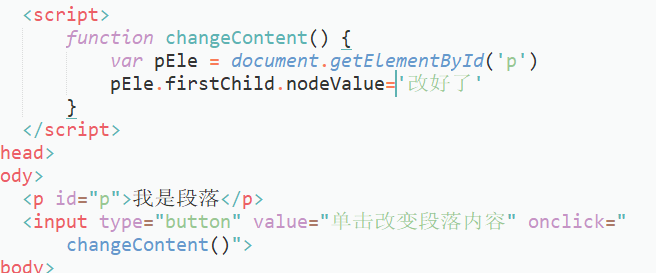 <script>
function changeContent() {
var pEle = document.getElementById('p')
pEle.firstChild.nodeValue='改好了'
}
</script>
head>
ody>
<p id="p">我是段落</p>
<input type="button" value="单击改变段落内容" onclick="
changeContent()">
body>